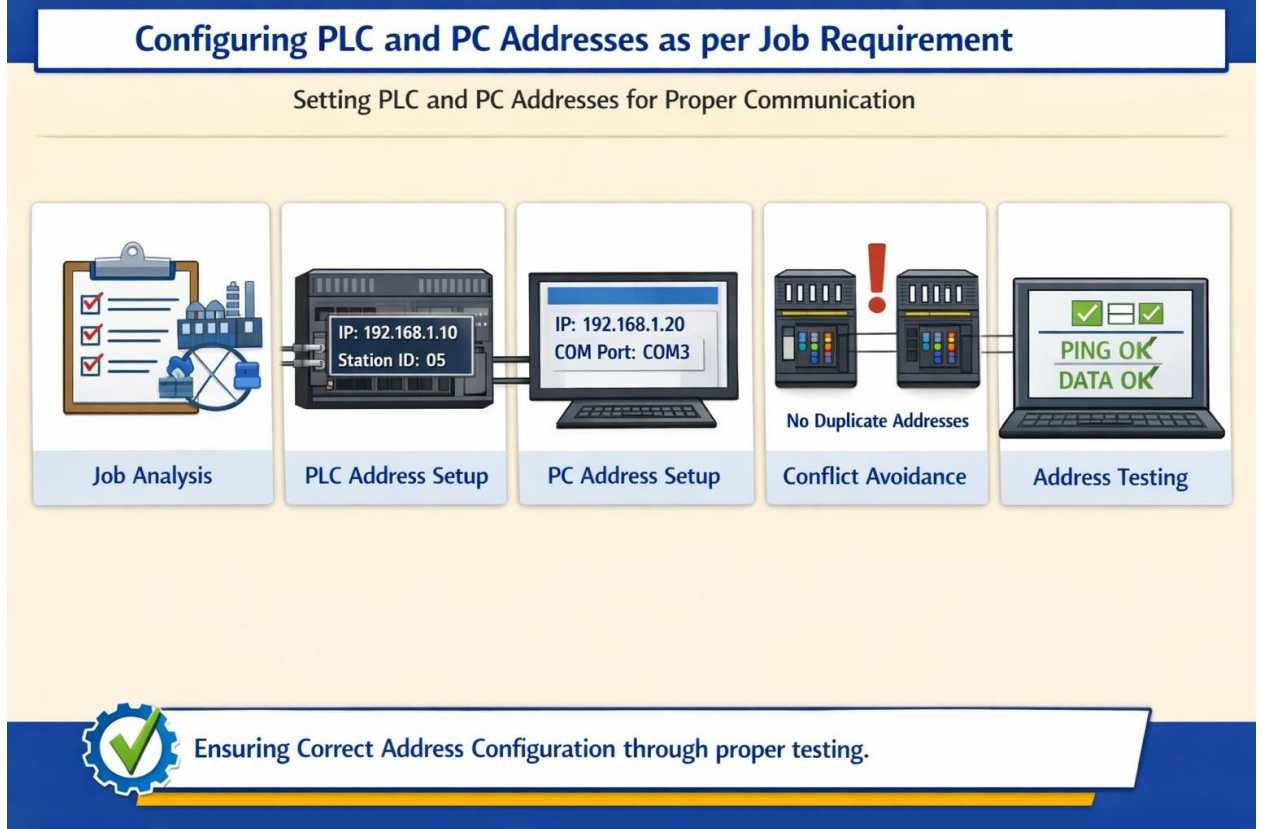 Configuring PLC and PC Addresses as per Job Requirement
Setting PLC and PC Addresses for Proper Communication
IP: 192.168.1.10
Station ID: 05
IP: 192.168.1.20
COM Port: COM3
No Duplicate Addresses
PING OK
DATA OK
Job Analysis
PLC Address Setup
PC Address Setup
Conflict Avoidance
Address Testing
Ensuring Correct Address Configuration through proper testing.